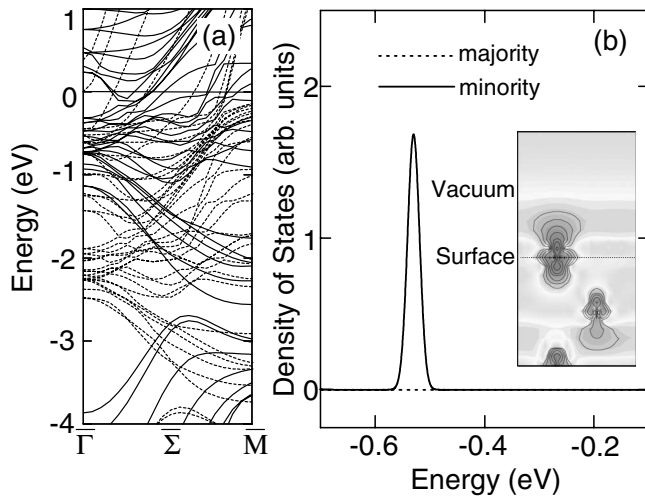 (a)
1
0
-1
-2
-3
-4
Energy (eV)
Γ̅ Σ̅ M̅
(b)
majority
minority
2
1
0
Density of States (arb. units)
Vacuum
Surface
-0.6 -0.4 -0.2
Energy (eV)